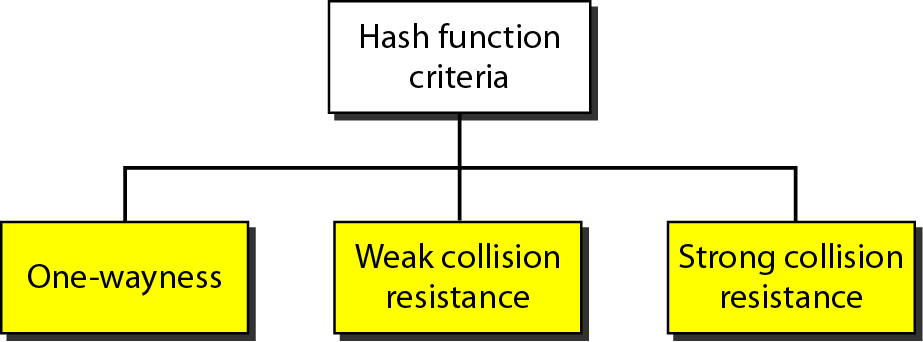 Hash function
criteria
One-wayness
Weak collision
resistance
Strong collision
resistance